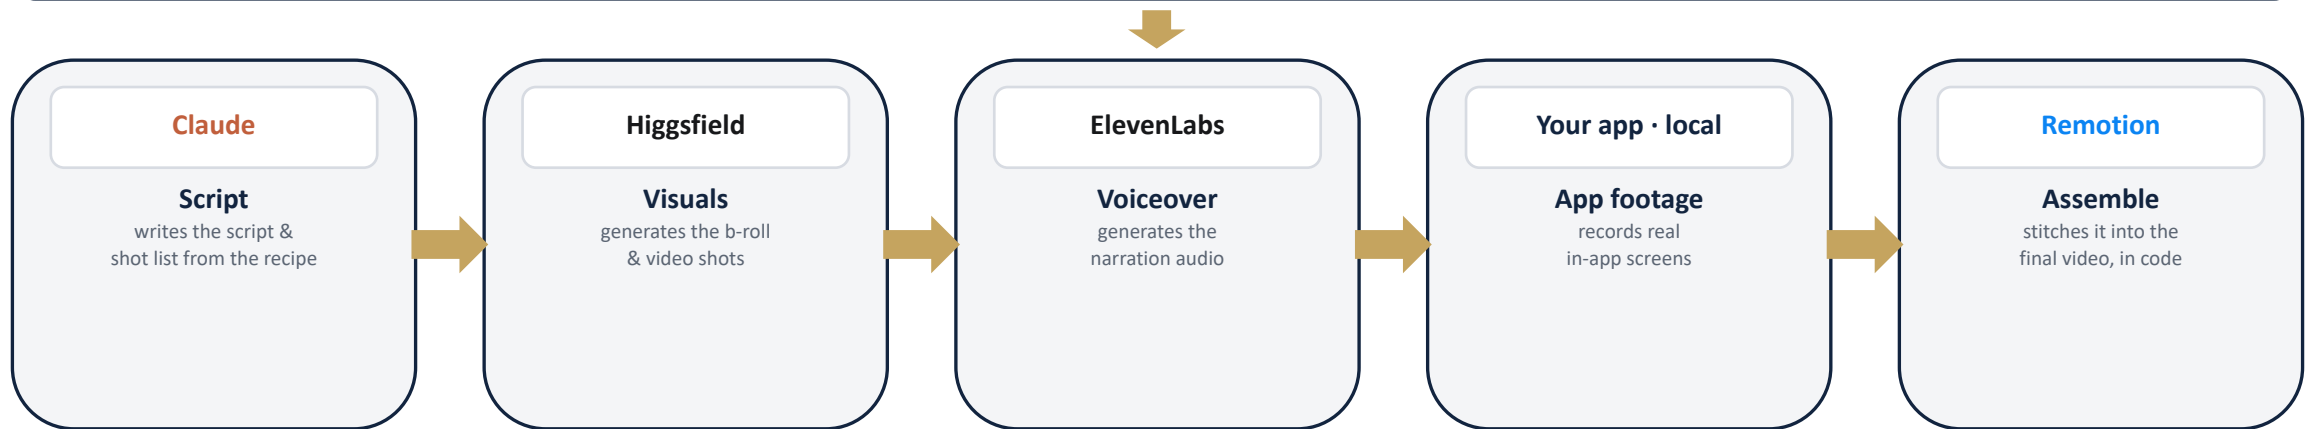 Claude
Script
writes the script &
shot list from the recipe
Higgsfield
Visuals
generates the b-roll
& video shots
ElevenLabs
Voiceover
generates the
narration audio
Your app · local
App footage
records real
in-app screens
Remotion
Assemble
stitches it into the
final video, in code